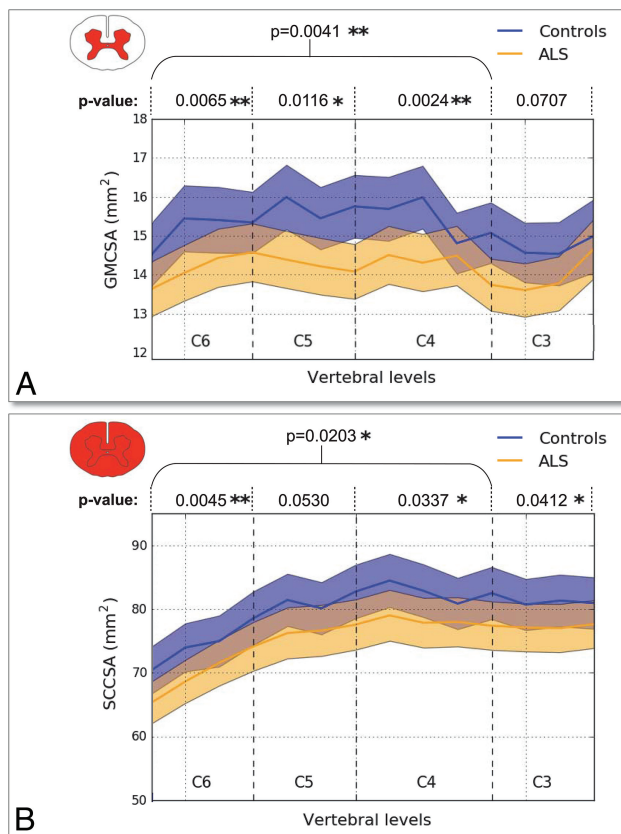 p=0.0041 **
Controls
ALS
p-value: 0.0065 ** 0.0116 * 0.0024 ** 0.0707
18
17
16
15
14
13
12
GMCSA (mm²)
C6 C5 C4 C3
Vertebral levels
A
p=0.0203 *
Controls
ALS
p-value: 0.0045 ** 0.0530 0.0337 * 0.0412 *
90
80
70
60
50
SCCSA (mm²)
C6 C5 C4 C3
Vertebral levels
B